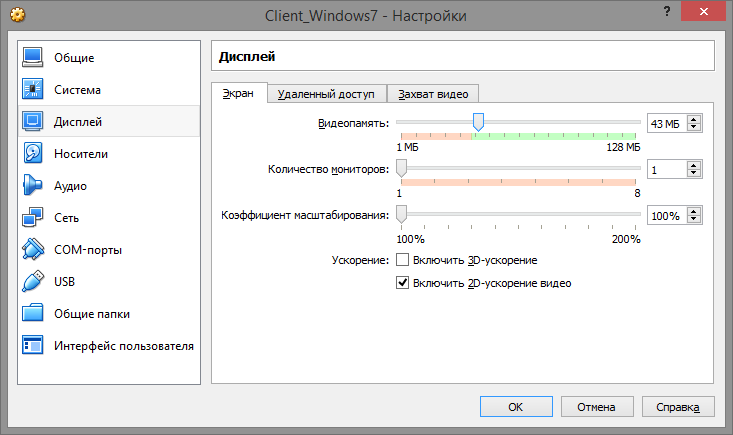 Client_Windows7 - Настройки
? X
Общие
Система
Дисплей
Носители
Аудио
Сеть
COM-порты
USB
Общие папки
Интерфейс пользователя
Дисплей
Экран Удаленный доступ Захват видео
Видеопамять: 43 МБ
1 МБ 128 МБ
Количество мониторов: 1
1 8
Коэффициент масштабирования: 100%
100% 200%
Ускорение: Включить 3D-ускорение
Включить 2D-ускорение видео
OK Отмена Справка